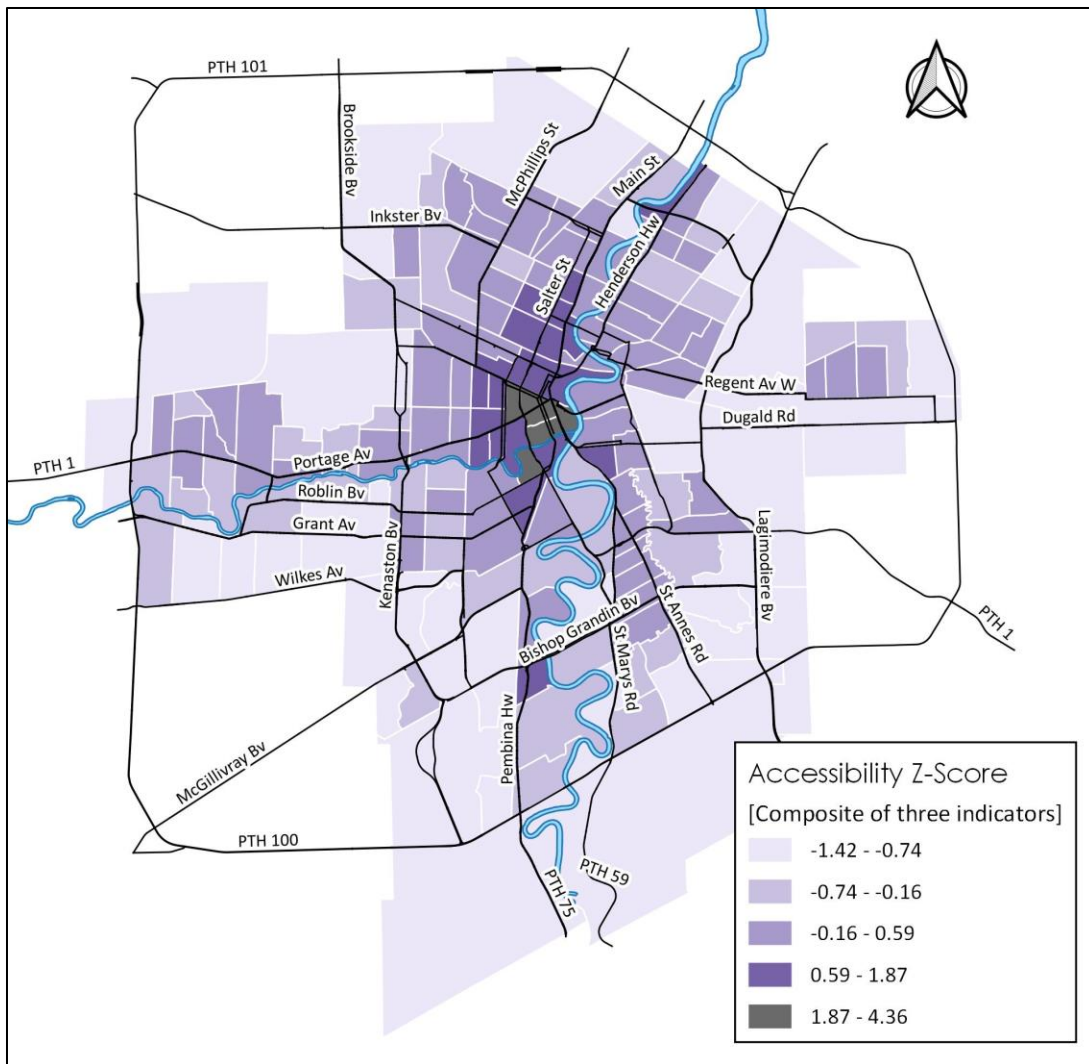 PTH 101
Brookside Bv
McPhillips St
Main St
Inkster Bv
Salter St
Henderson Hw
Regent Av W
Dugald Rd
PTH 1
Portage Av
Roblin Bv
Grant Av
Wilkes Av
Kenaston Bv
Lagimodiere Bv
Bishop Grandin Bv
St Annes Rd
St Marys Rd
PTH 1
Pembina Hw
McGillivray Bv
PTH 100
PTH 59
PTH 75
Accessibility Z-Score
[Composite of three indicators]
-1.42 - -0.74
-0.74 - -0.16
-0.16 - 0.59
0.59 - 1.87
1.87 - 4.36